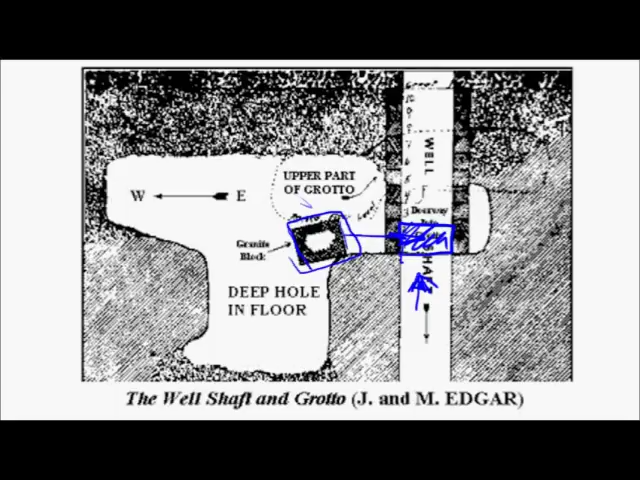 WELL
UPPER PART
OF GROTTO
W E
Doorway
Granite
Block
SHAFT
DEEP HOLE
IN FLOOR
The Well Shaft and Grotto (J. and M. EDGAR)